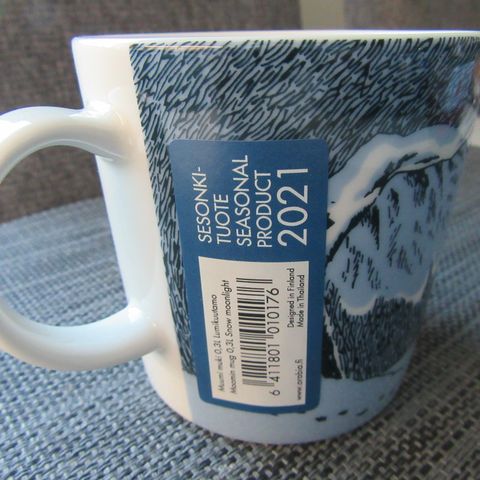 SESONKI-
TUOTE
SEASONAL
PRODUCT
2021
Muumi muki 0,3L Lumikuutamo
Moomin mug 0,3L Snow moonlight
6 411801 010176
Designed in Finland
Made in Thailand
www.arabia.fi